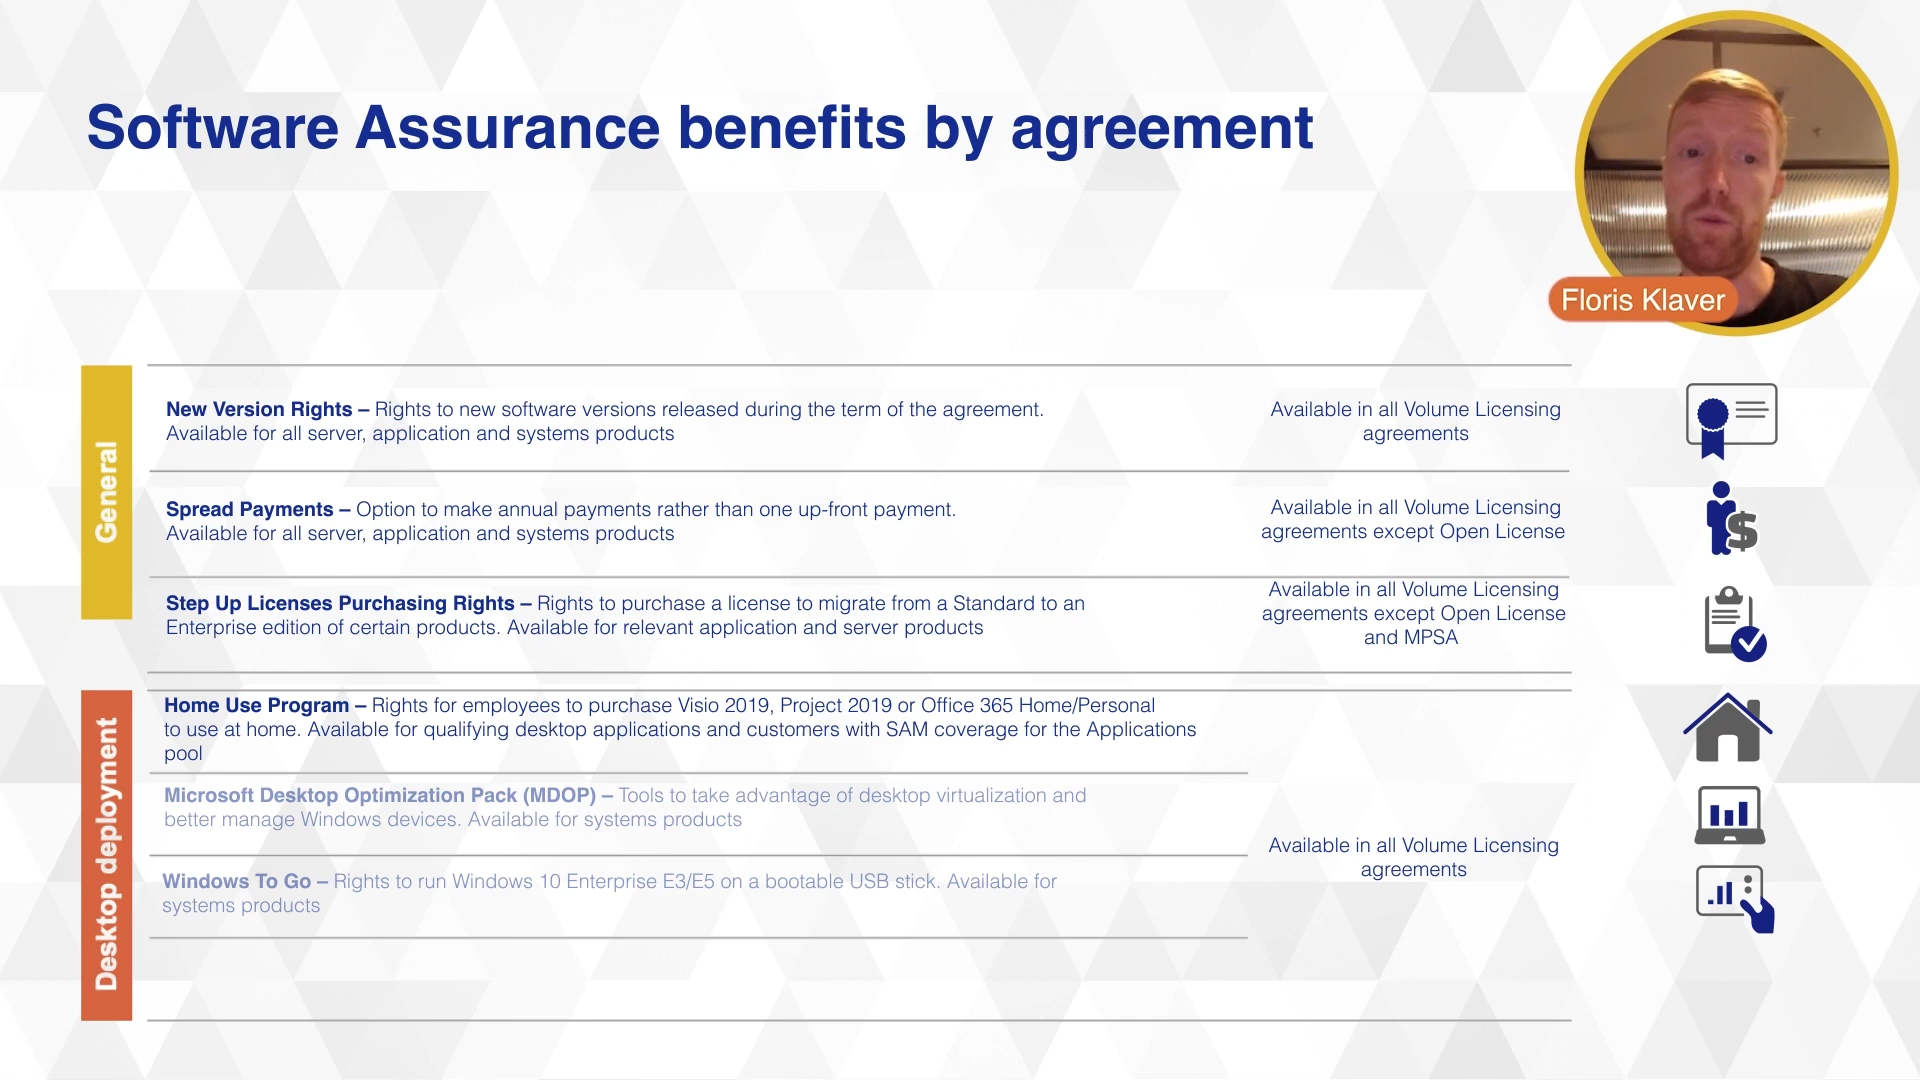 Software Assurance benefits by agreement
Floris Klaver
General
New Version Rights – Rights to new software versions released during the term of the agreement.
Available for all server, application and systems products
Available in all Volume Licensing
agreements
Spread Payments – Option to make annual payments rather than one up-front payment.
Available for all server, application and systems products
Available in all Volume Licensing
agreements except Open License
Step Up Licenses Purchasing Rights – Rights to purchase a license to migrate from a Standard to an
Enterprise edition of certain products. Available for relevant application and server products
Available in all Volume Licensing
agreements except Open License
and MPSA
Desktop deployment
Home Use Program – Rights for employees to purchase Visio 2019, Project 2019 or Office 365 Home/Personal
to use at home. Available for qualifying desktop applications and customers with SAM coverage for the Applications
pool
Microsoft Desktop Optimization Pack (MDOP) – Tools to take advantage of desktop virtualization and
better manage Windows devices. Available for systems products
Windows To Go – Rights to run Windows 10 Enterprise E3/E5 on a bootable USB stick. Available for
systems products
Available in all Volume Licensing
agreements
$